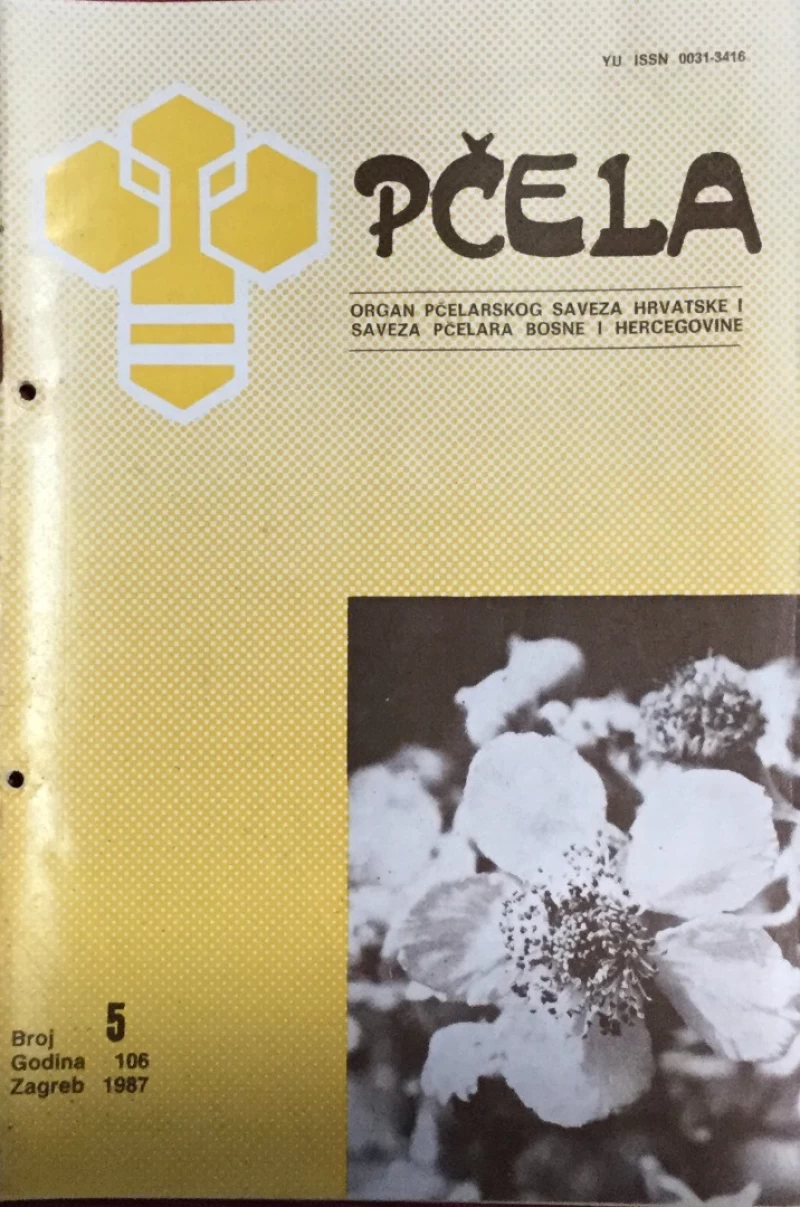 YU ISSN 0031-3416
PČELA
ORGAN PČELARSKOG SAVEZA HRVATSKE I
SAVEZA PČELARA BOSNE I HERCEGOVINE
Broj 5
Godina 106
Zagreb 1987